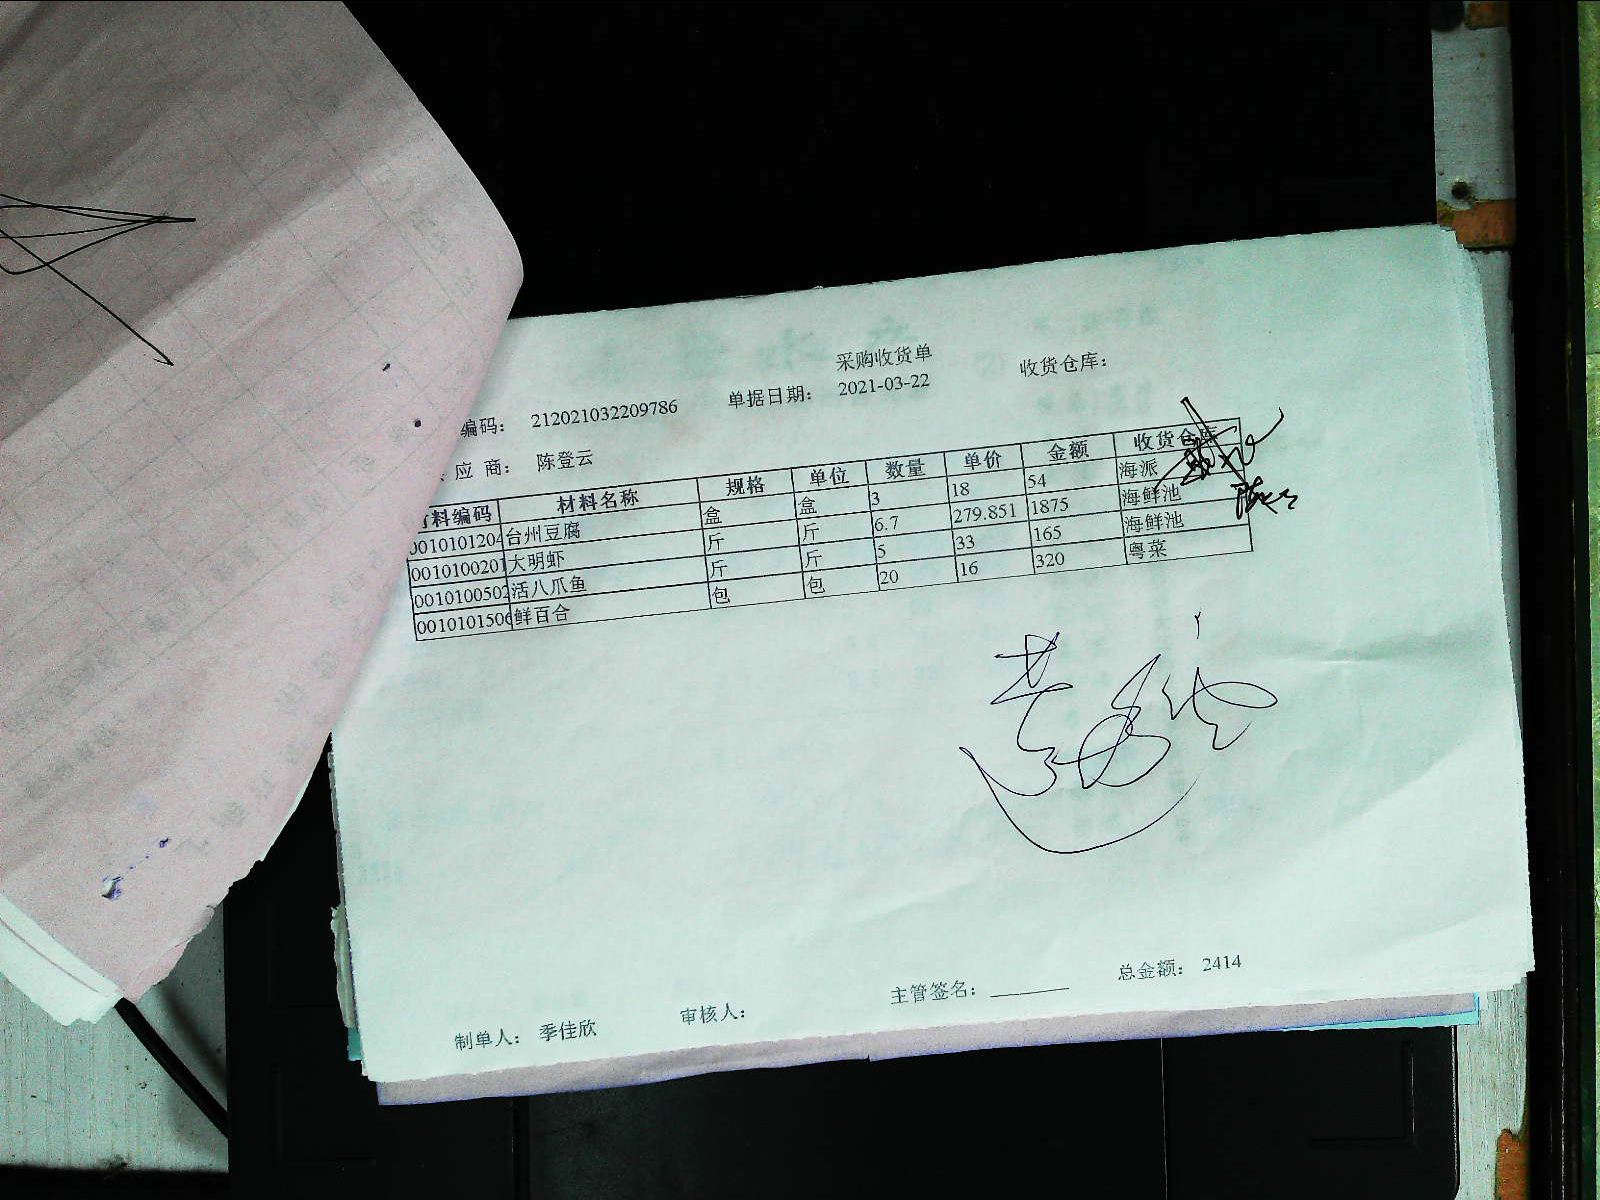 采购收货单
编码： 212021032209786 单据日期： 2021-03-22 收货仓库：
应 商： 陈登云
料编码 材料名称 规格 单位 数量 单价 金额 收货仓库
0010101204 台州豆腐 盒 盒 3 18 54 海派
0010100201 大明虾 斤 斤 6.7 279.851 1875 海鲜池
0010100502 活八爪鱼 斤 斤 5 33 165 海鲜池
0010101506 鲜百合 包 包 20 16 320 粤菜
制单人： 季佳欣 审核人： 主管签名： 总金额： 2414